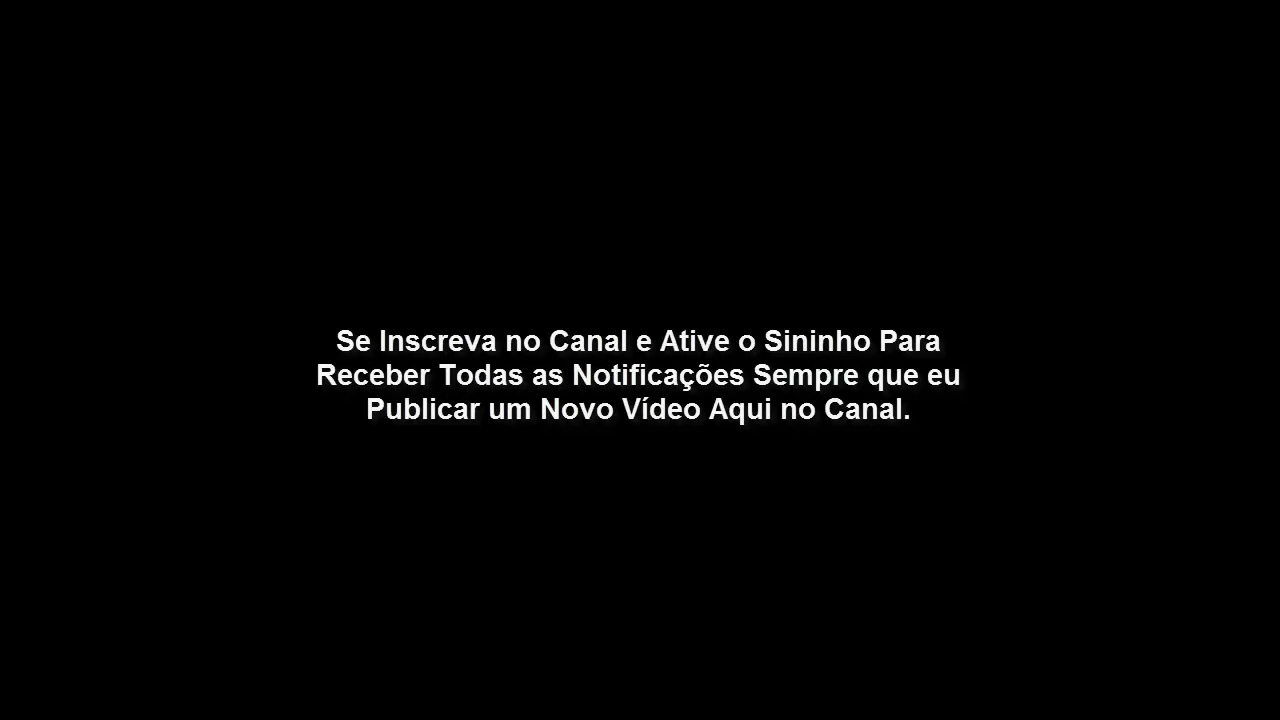 Se Inscreva no Canal e Ative o Sininho Para
Receber Todas as Notificações Sempre que eu
Publicar um Novo Vídeo Aqui no Canal.